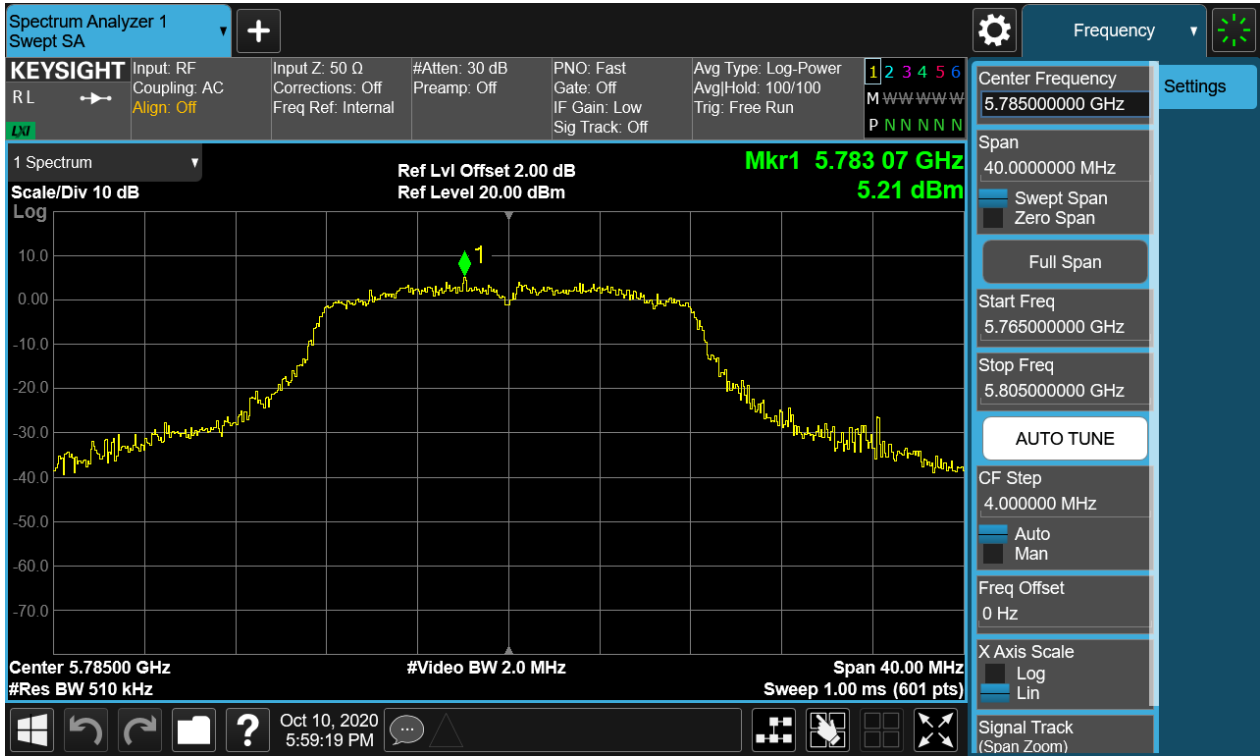 Spectrum Analyzer 1
Swept SA
+
Frequency
KEYSIGHT
R L
LXI
Input: RF
Coupling: AC
Align: Off
Input Z: 50 Ω
Corrections: Off
Freq Ref: Internal
#Atten: 30 dB
Preamp: Off
PNO: Fast
Gate: Off
IF Gain: Low
Sig Track: Off
Avg Type: Log-Power
Avg|Hold: 100/100
Trig: Free Run
1 2 3 4 5 6
M W W W W W
P N N N N N
Center Frequency
5.785000000 GHz
Settings
Span
40.0000000 MHz
Swept Span
Zero Span
Full Span
Start Freq
5.765000000 GHz
Stop Freq
5.805000000 GHz
AUTO TUNE
CF Step
4.000000 MHz
Auto
Man
Freq Offset
0 Hz
X Axis Scale
Log
Lin
Signal Track
(Span Zoom)
1 Spectrum
Scale/Div 10 dB
Log
Ref Lvl Offset 2.00 dB
Ref Level 20.00 dBm
Mkr1 5.783 07 GHz
5.21 dBm
1
10.0
0.00
-10.0
-20.0
-30.0
-40.0
-50.0
-60.0
-70.0
Center 5.78500 GHz
#Res BW 510 kHz
#Video BW 2.0 MHz
Span 40.00 MHz
Sweep 1.00 ms (601 pts)
?
Oct 10, 2020
5:59:19 PM